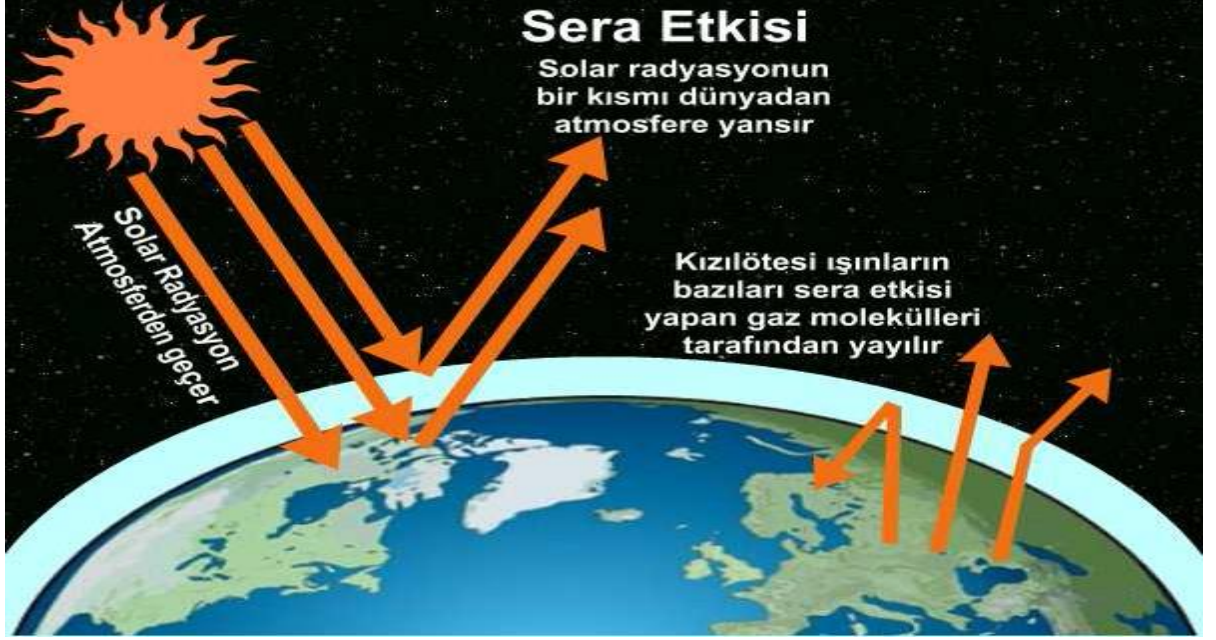 Sera Etkisi
Solar radyasyonun
bir kısmı dünyadan
atmosfere yansır
Solar Radyasyon
Atmosferden geçer
Kızılötesi ışınların
bazıları sera etkisi
yapan gaz molekülleri
tarafından yayılır